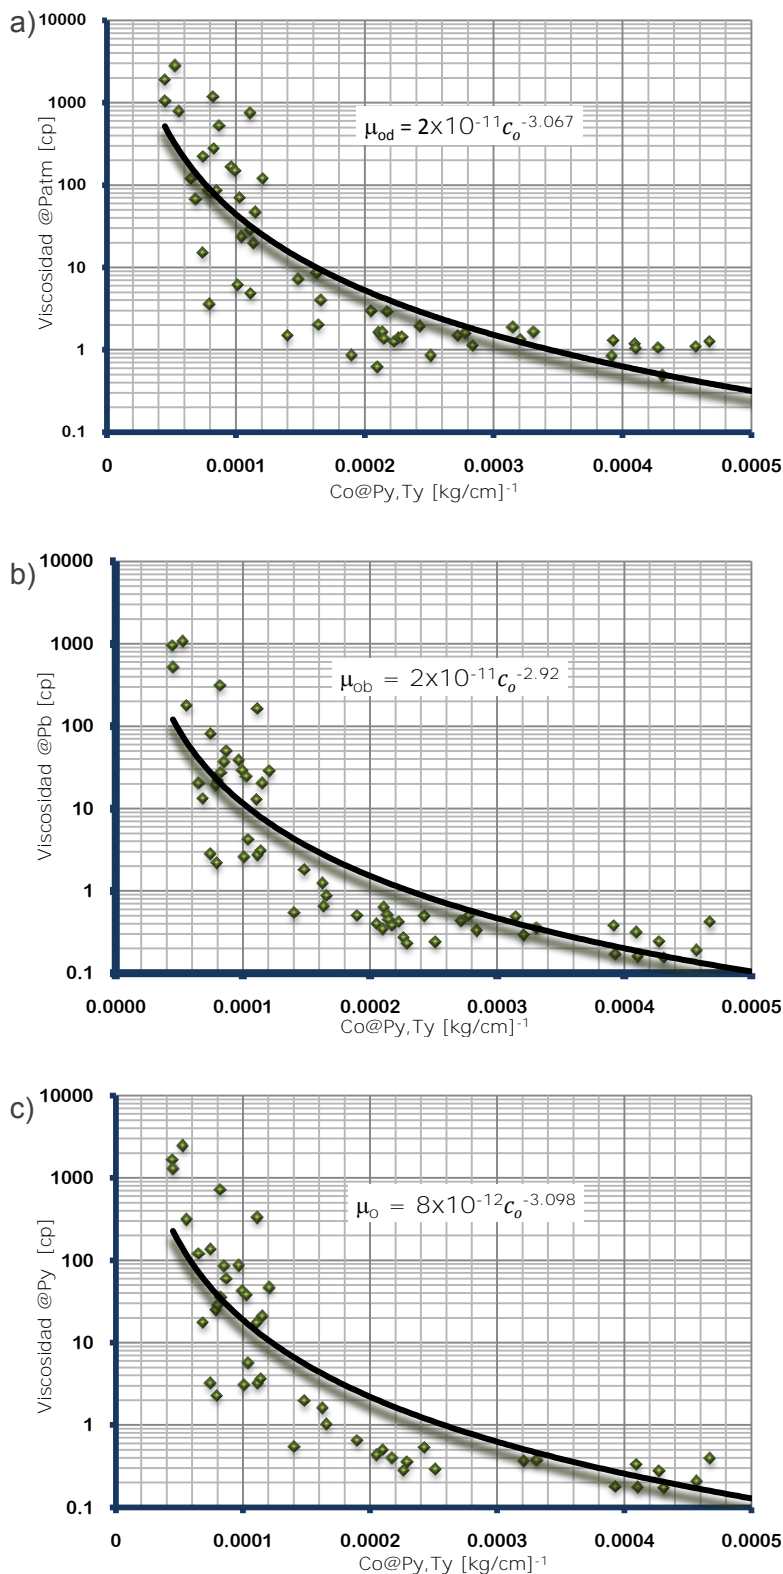 a)
10000
1000
100
10
1
0.1
Viscosidad @Patm [cp]
μod = 2x10⁻¹¹cₒ⁻³·⁰⁶⁷
0 0.0001 0.0002 0.0003 0.0004 0.0005
Co@Py,Ty [kg/cm]⁻¹
b)
10000
1000
100
10
1
0.1
Viscosidad @Pb [cp]
μob = 2x10⁻¹¹cₒ⁻²·⁹²
0.0000 0.0001 0.0002 0.0003 0.0004 0.0005
Co@Py,Ty [kg/cm]⁻¹
c)
10000
1000
100
10
1
0.1
Viscosidad @Py [cp]
μₒ = 8x10⁻¹²cₒ⁻³·⁰⁹⁸
0 0.0001 0.0002 0.0003 0.0004 0.0005
Co@Py,Ty [kg/cm]⁻¹